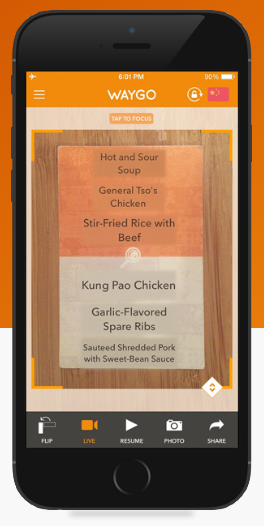 6:01 PM
90%
WAYGO
TAP TO FOCUS
Hot and Sour
Soup
General Tso's
Chicken
Stir-Fried Rice with
Beef
Kung Pao Chicken
Garlic-Flavored
Spare Ribs
Sauteed Shredded Pork
with Sweet-Bean Sauce
FLIP
LIVE
RESUME
PHOTO
SHARE